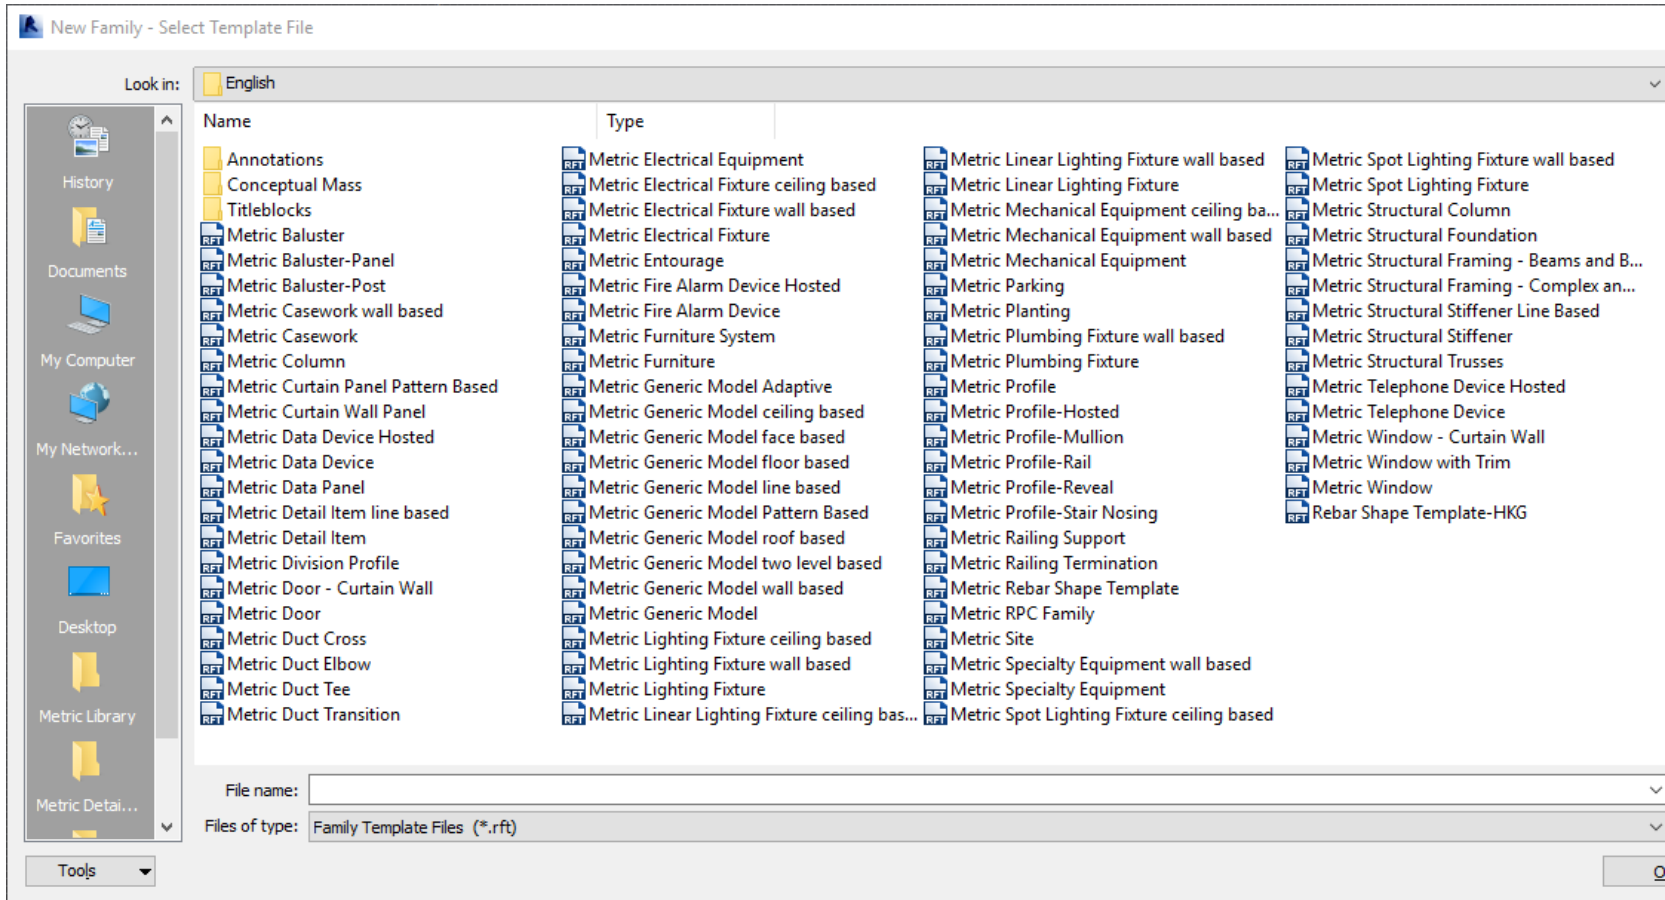 New Family - Select Template File
Look in:
English
History
Documents
My Computer
My Network...
Favorites
Desktop
Metric Library
Metric Detai...
Name
Type
Annotations
Conceptual Mass
Titleblocks
Metric Baluster
Metric Baluster-Panel
Metric Baluster-Post
Metric Casework wall based
Metric Casework
Metric Column
Metric Curtain Panel Pattern Based
Metric Curtain Wall Panel
Metric Data Device Hosted
Metric Data Device
Metric Data Panel
Metric Detail Item line based
Metric Detail Item
Metric Division Profile
Metric Door - Curtain Wall
Metric Door
Metric Duct Cross
Metric Duct Elbow
Metric Duct Tee
Metric Duct Transition
Metric Electrical Equipment
Metric Electrical Fixture ceiling based
Metric Electrical Fixture wall based
Metric Electrical Fixture
Metric Entourage
Metric Fire Alarm Device Hosted
Metric Fire Alarm Device
Metric Furniture System
Metric Furniture
Metric Generic Model Adaptive
Metric Generic Model ceiling based
Metric Generic Model face based
Metric Generic Model floor based
Metric Generic Model line based
Metric Generic Model Pattern Based
Metric Generic Model roof based
Metric Generic Model two level based
Metric Generic Model wall based
Metric Generic Model
Metric Lighting Fixture ceiling based
Metric Lighting Fixture wall based
Metric Lighting Fixture
Metric Linear Lighting Fixture ceiling bas...
Metric Linear Lighting Fixture wall based
Metric Linear Lighting Fixture
Metric Mechanical Equipment ceiling ba...
Metric Mechanical Equipment wall based
Metric Mechanical Equipment
Metric Parking
Metric Planting
Metric Plumbing Fixture wall based
Metric Plumbing Fixture
Metric Profile
Metric Profile-Hosted
Metric Profile-Mullion
Metric Profile-Rail
Metric Profile-Reveal
Metric Profile-Stair Nosing
Metric Railing Support
Metric Railing Termination
Metric Rebar Shape Template
Metric RPC Family
Metric Site
Metric Specialty Equipment wall based
Metric Specialty Equipment
Metric Spot Lighting Fixture ceiling based
Metric Spot Lighting Fixture wall based
Metric Spot Lighting Fixture
Metric Structural Column
Metric Structural Foundation
Metric Structural Framing - Beams and B...
Metric Structural Framing - Complex an...
Metric Structural Stiffener Line Based
Metric Structural Stiffener
Metric Structural Trusses
Metric Telephone Device Hosted
Metric Telephone Device
Metric Window - Curtain Wall
Metric Window with Trim
Metric Window
Rebar Shape Template-HKG
File name:
Files of type:
Family Template Files (*.rft)
Tools